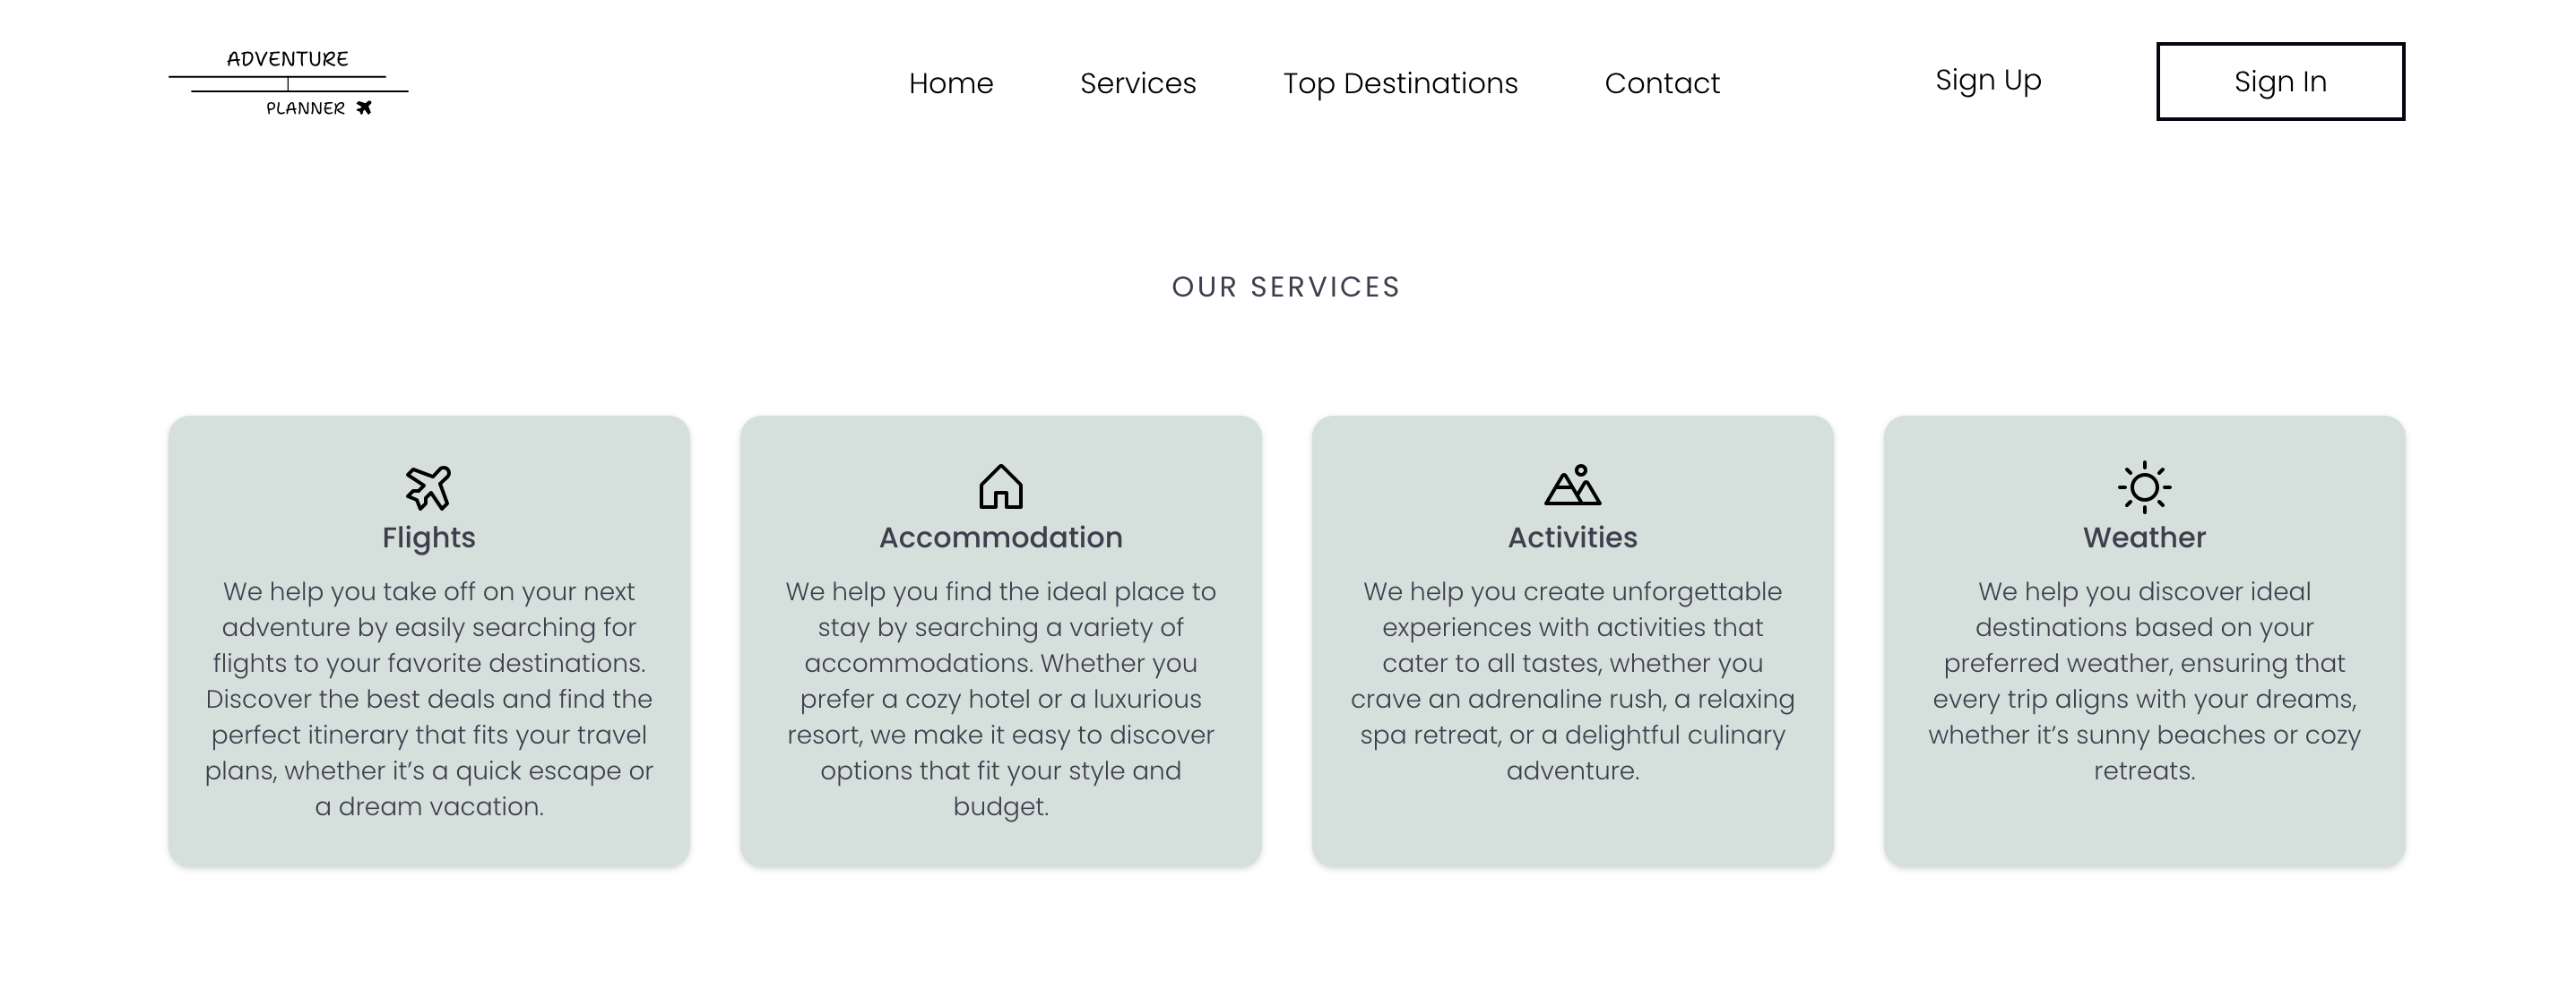 ADVENTURE
PLANNER
Home Services Top Destinations Contact Sign Up Sign In
OUR SERVICES
Flights
We help you take off on your next
adventure by easily searching for
flights to your favorite destinations.
Discover the best deals and find the
perfect itinerary that fits your travel
plans, whether it’s a quick escape or
a dream vacation.
Accommodation
We help you find the ideal place to
stay by searching a variety of
accommodations. Whether you
prefer a cozy hotel or a luxurious
resort, we make it easy to discover
options that fit your style and
budget.
Activities
We help you create unforgettable
experiences with activities that
cater to all tastes, whether you
crave an adrenaline rush, a relaxing
spa retreat, or a delightful culinary
adventure.
Weather
We help you discover ideal
destinations based on your
preferred weather, ensuring that
every trip aligns with your dreams,
whether it’s sunny beaches or cozy
retreats.